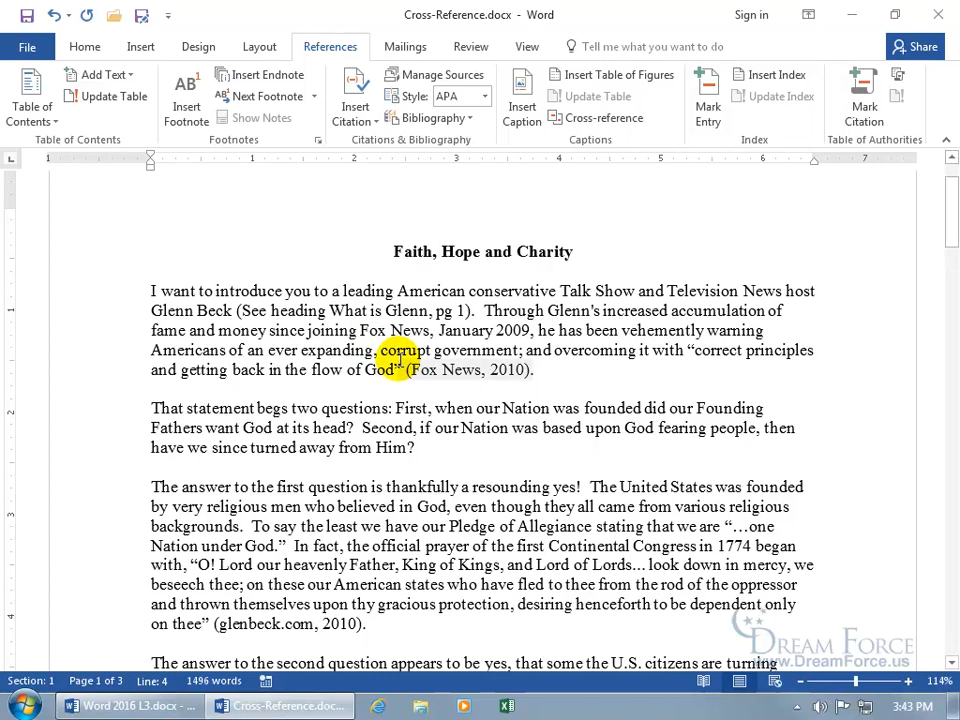 Cross-Reference.docx - Word
Sign in
File
Home
Insert
Design
Layout
References
Mailings
Review
View
Tell me what you want to do
Share
Table of Contents
Add Text
Update Table
Table of Contents
AB1
Insert Footnote
Insert Endnote
Next Footnote
Show Notes
Footnotes
Insert Citation
Manage Sources
Style: APA
Bibliography
Citations & Bibliography
Insert Caption
Insert Table of Figures
Update Table
Cross-reference
Captions
Mark Entry
Insert Index
Update Index
Index
Mark Citation
Table of Authorities
1 1 2 3 4 5 6 7
1
2
3
4
Faith, Hope and Charity
I want to introduce you to a leading American conservative Talk Show and Television News host
Glenn Beck (See heading What is Glenn, pg 1).  Through Glenn's increased accumulation of
fame and money since joining Fox News, January 2009, he has been vehemently warning
Americans of an ever expanding, corrupt government; and overcoming it with “correct principles
and getting back in the flow of God” (Fox News, 2010).
That statement begs two questions: First, when our Nation was founded did our Founding
Fathers want God at its head?  Second, if our Nation was based upon God fearing people, then
have we since turned away from Him?
The answer to the first question is thankfully a resounding yes!  The United States was founded
by very religious men who believed in God, even though they all came from various religious
backgrounds.  To say the least we have our Pledge of Allegiance stating that we are “…one
Nation under God.”  In fact, the official prayer of the first Continental Congress in 1774 began
with, “O! Lord our heavenly Father, King of Kings, and Lord of Lords... look down in mercy, we
beseech thee; on these our American states who have fled to thee from the rod of the oppressor
and thrown themselves upon thy gracious protection, desiring henceforth to be dependent only
on thee” (glenbeck.com, 2010).
The answer to the second question appears to be yes, that some the U.S. citizens are turning
DREAM FORCE
www.DreamForce.us
Section: 1
Page 1 of 3
Line: 4
1496 words
114%
Word 2016 L3.docx - ...
Cross-Reference.doc...
3:43 PM